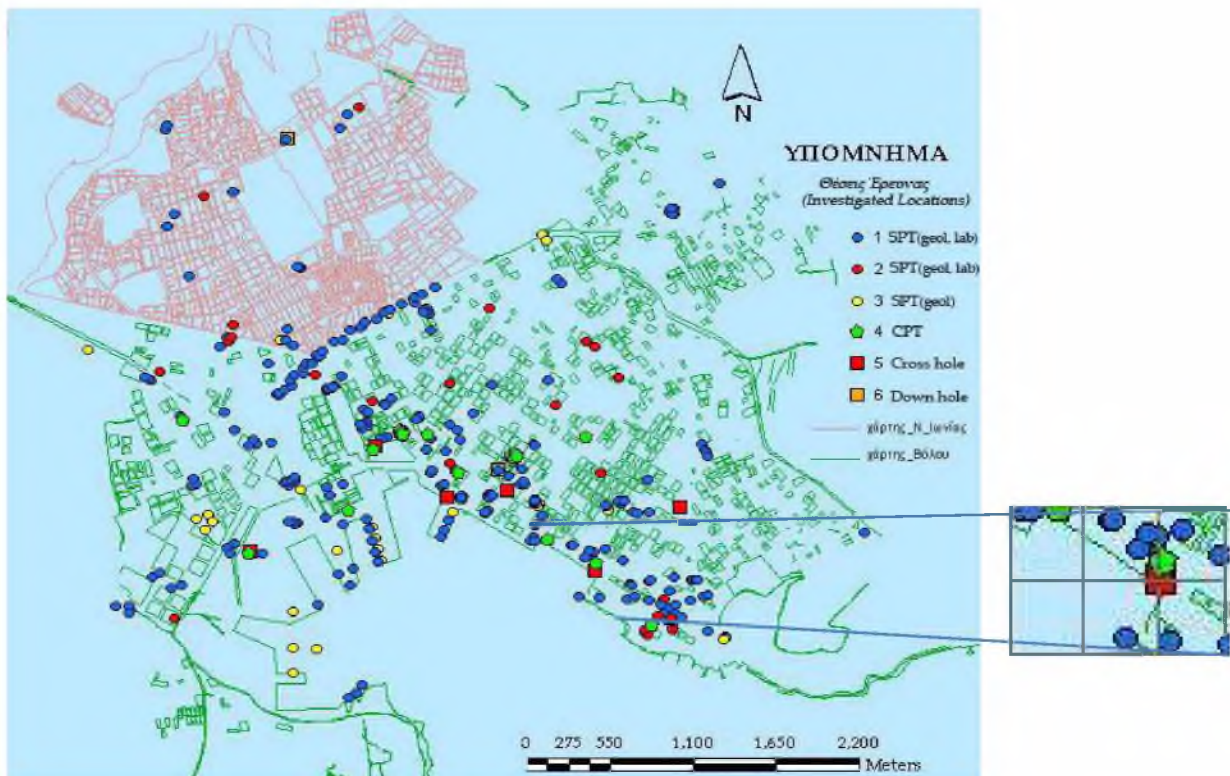 N
ΥΠΟΜΝΗΜΑ
Θέσεις Έρευνας
(Investigated Locations)
1 SPT(geol. lab)
2 SPT(geol. lab)
3 SPT(geol)
4 CPT
5 Cross hole
6 Down hole
χάρτης_Ν_Ιωνίας
χάρτης_Βόλου
0 275 550 1,100 1,650 2,200
Meters